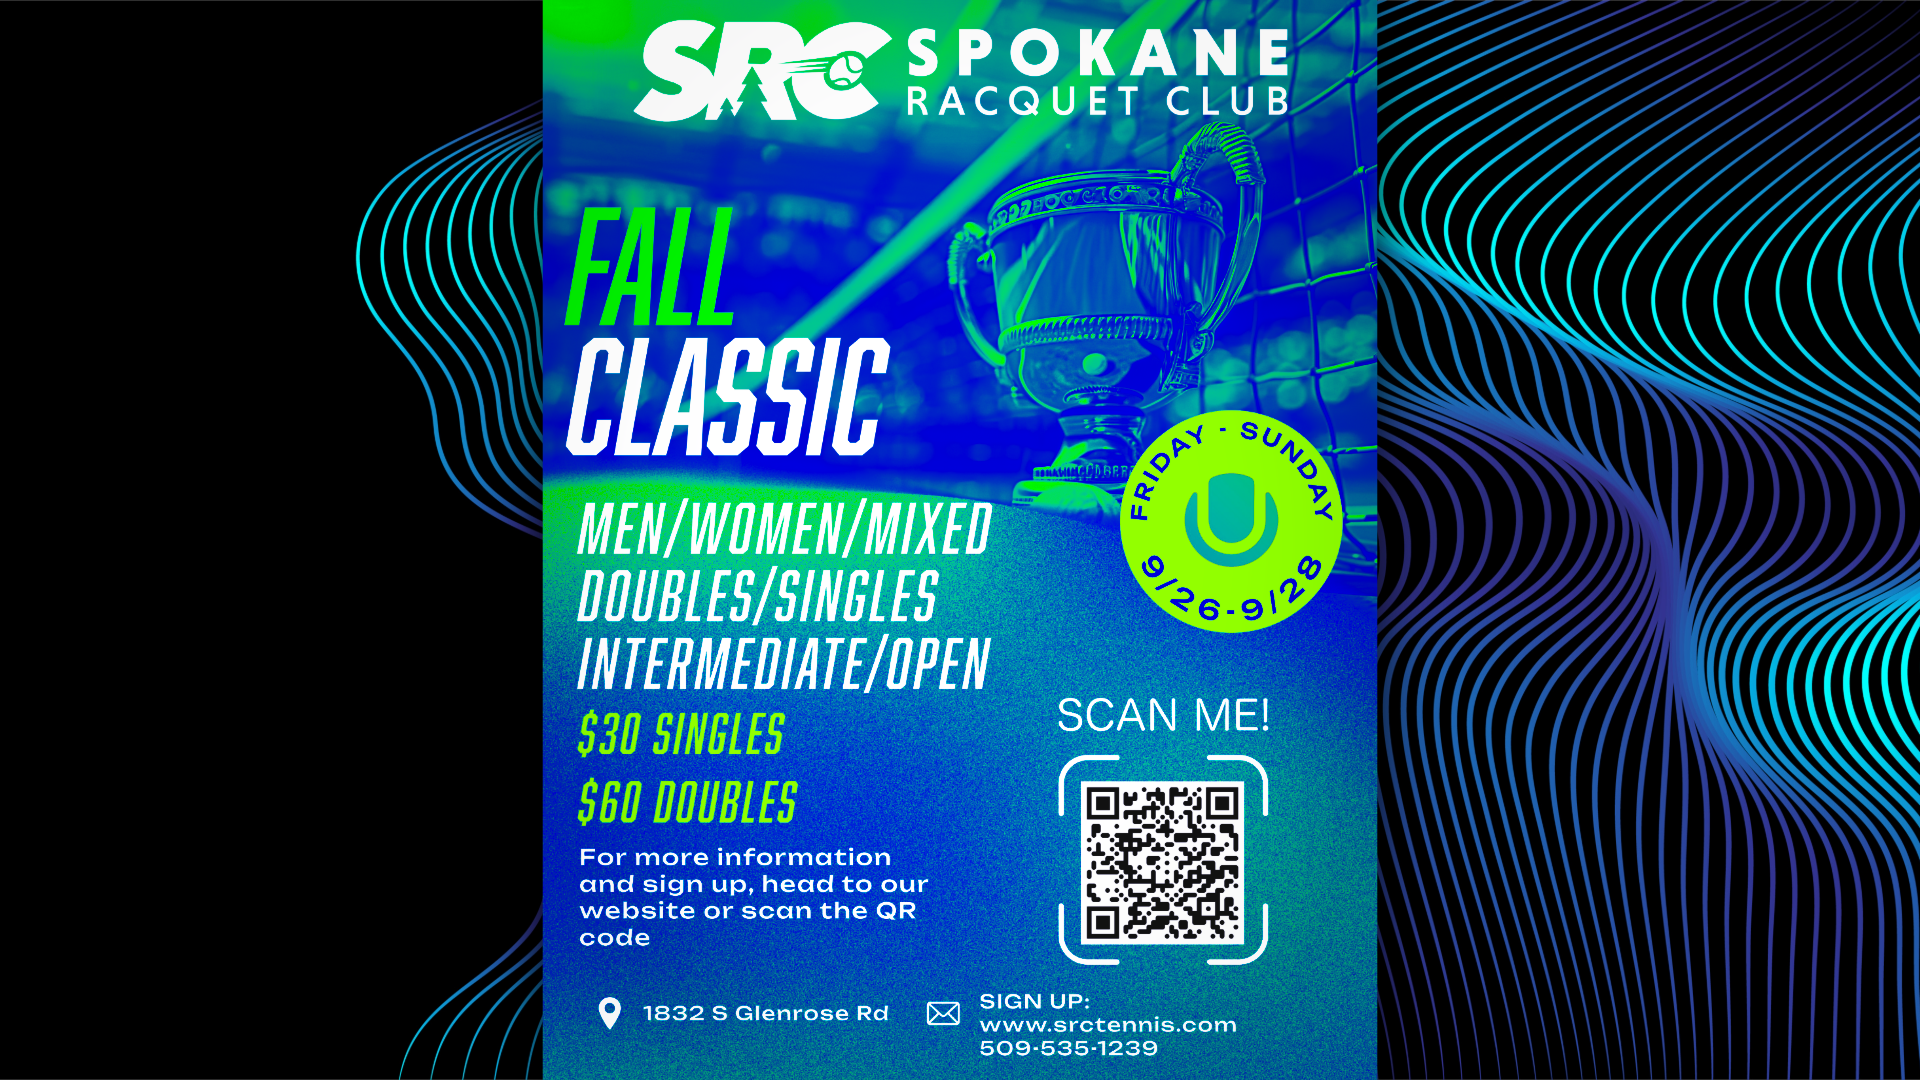 SRC SPOKANE
RACQUET CLUB
FALL
CLASSIC
FRIDAY - SUNDAY
9/26-9/28
MEN/WOMEN/MIXED
DOUBLES/SINGLES
INTERMEDIATE/OPEN
$30 SINGLES
$60 DOUBLES
For more information
and sign up, head to our
website or scan the QR
code
SCAN ME!
1832 S Glenrose Rd
SIGN UP:
www.srctennis.com
509-535-1239